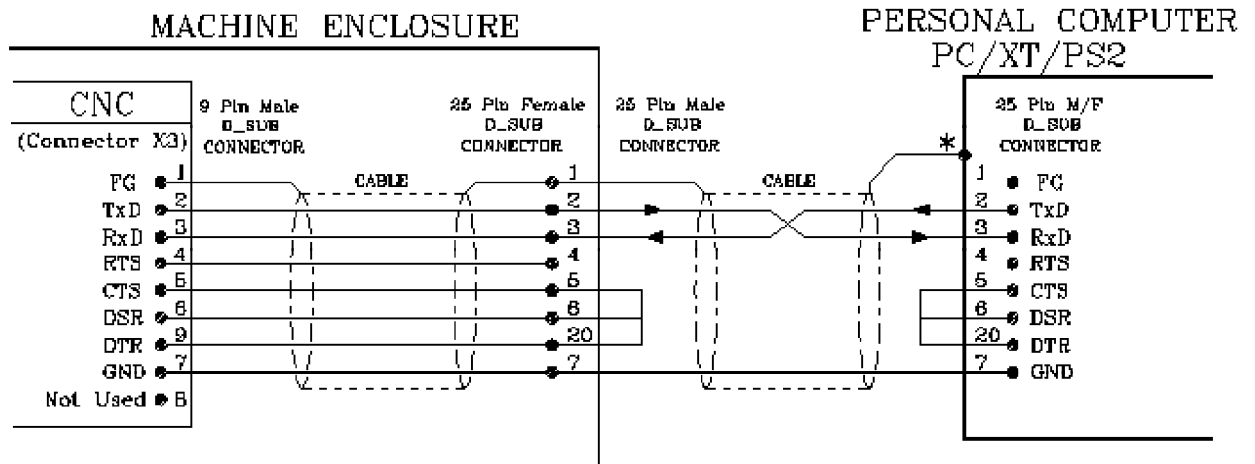 MACHINE ENCLOSURE
PERSONAL COMPUTER
PC/XT/PS2
CNC
(Connector X3)
9 Pin Male
D_SUB
CONNECTOR
25 Pin Female
D_SUB
CONNECTOR
25 Pin Male
D_SUB
CONNECTOR
25 Pin M/F
D_SUB
CONNECTOR
*
FG 1 CABLE 1 CABLE 1 FG
TxD 2 2 2 TxD
RxD 3 3 3 RxD
RTS 4 4 4 RTS
CTS 5 5 5 CTS
DSR 6 6 6 DSR
DTR 9 20 20 DTR
GND 7 7 7 GND
Not Used 8